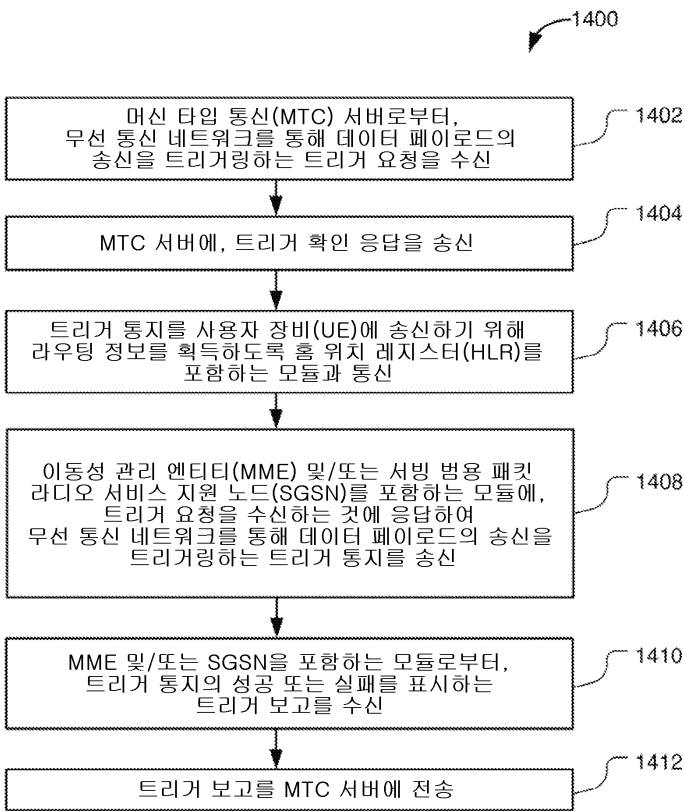 1400
머신 타입 통신(MTC) 서버로부터,
무선 통신 네트워크를 통해 데이터 페이로드의
송신을 트리거링하는 트리거 요청을 수신
1402
MTC 서버에, 트리거 확인 응답을 송신
1404
트리거 통지를 사용자 장비(UE)에 송신하기 위해
라우팅 정보를 획득하도록 홈 위치 레지스터(HLR)를
포함하는 모듈과 통신
1406
이동성 관리 엔티티(MME) 및/또는 서빙 범용 패킷
라디오 서비스 지원 노드(SGSN)를 포함하는 모듈에,
트리거 요청을 수신하는 것에 응답하여
무선 통신 네트워크를 통해 데이터 페이로드의 송신을
트리거링하는 트리거 통지를 송신
1408
MME 및/또는 SGSN을 포함하는 모듈로부터,
트리거 통지의 성공 또는 실패를 표시하는
트리거 보고를 수신
1410
트리거 보고를 MTC 서버에 전송
1412